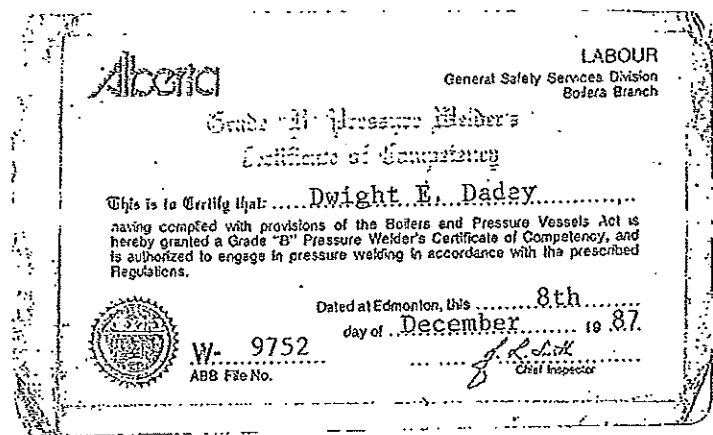 Alberta
LABOUR
General Safety Services Division
Boilers Branch
Grade "B" Pressure Welder's
Certificate of Competency
This is to Certify that: ..... Dwight E. Dadey ..........
having complied with provisions of the Boilers and Pressure Vessels Act is
hereby granted a Grade "B" Pressure Welder's Certificate of Competency, and
is authorized to engage in pressure welding in accordance with the prescribed
Regulations.
Dated at Edmonton, this ........ 8th ........
day of .. December ........ 19 87
W- 9752
ABB File No.
Chief Inspector